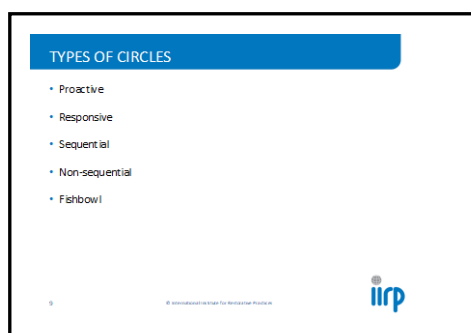 TYPES OF CIRCLES
• Proactive
• Responsive
• Sequential
• Non-sequential
• Fishbowl
9
© International Institute for Restorative Practices
iirp